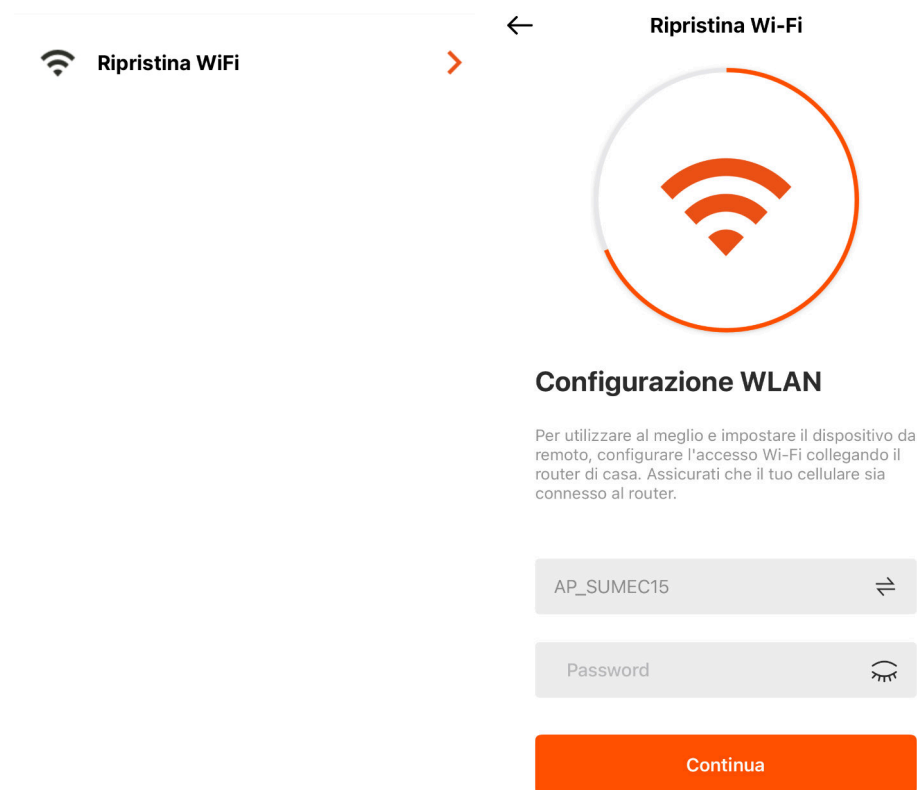 Ripristina WiFi
Ripristina Wi-Fi
Configurazione WLAN
Per utilizzare al meglio e impostare il dispositivo da
remoto, configurare l'accesso Wi-Fi collegando il
router di casa. Assicurati che il tuo cellulare sia
connesso al router.
AP_SUMEC15
Password
Continua